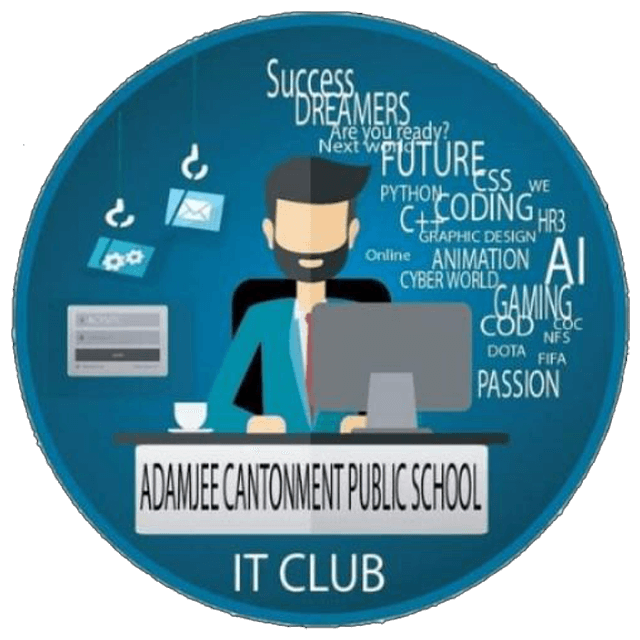 Success
DREAMERS
Are you ready?
Next world
FUTURE
CSS
WE
PYTHON
CODING
C++
HR3
GRAPHIC DESIGN
Online
ANIMATION
AI
CYBER WORLD
GAMING
COD
COC
NFS
DOTA
FIFA
PASSION
ADAMJEE CANTONMENT PUBLIC SCHOOL
IT CLUB